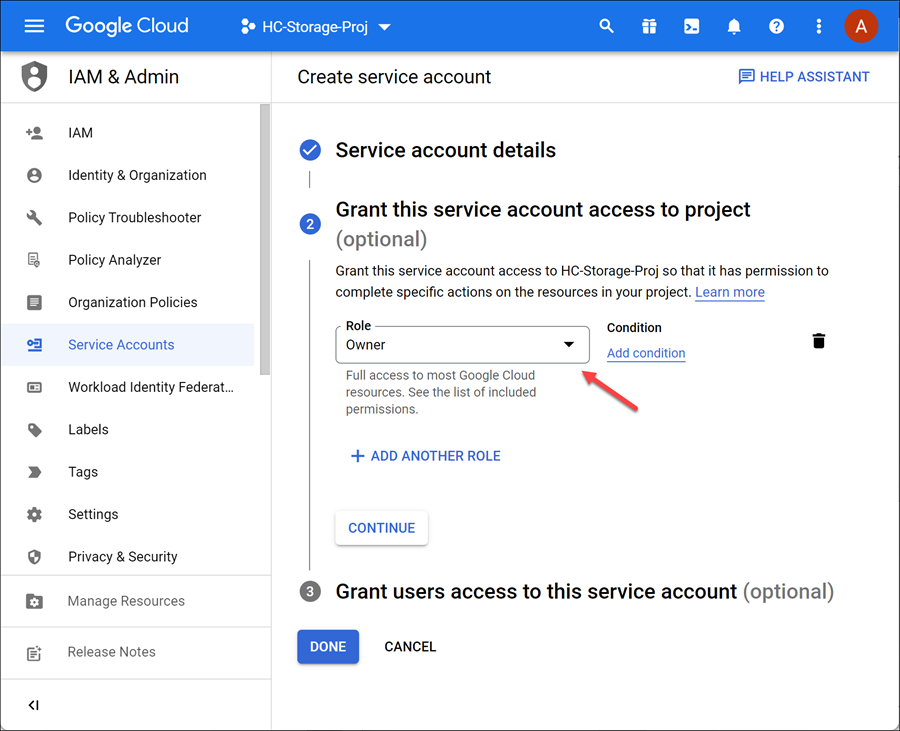 Google Cloud
HC-Storage-Proj
A
IAM & Admin
Create service account
HELP ASSISTANT
IAM
Identity & Organization
Policy Troubleshooter
Policy Analyzer
Organization Policies
Service Accounts
Workload Identity Federat...
Labels
Tags
Settings
Privacy & Security
Manage Resources
Release Notes
Service account details
2
Grant this service account access to project
(optional)
Grant this service account access to HC-Storage-Proj so that it has permission to
complete specific actions on the resources in your project. Learn more
Role
Owner
Condition
Add condition
Full access to most Google Cloud
resources. See the list of included
permissions.
+ ADD ANOTHER ROLE
CONTINUE
3
Grant users access to this service account (optional)
DONE
CANCEL